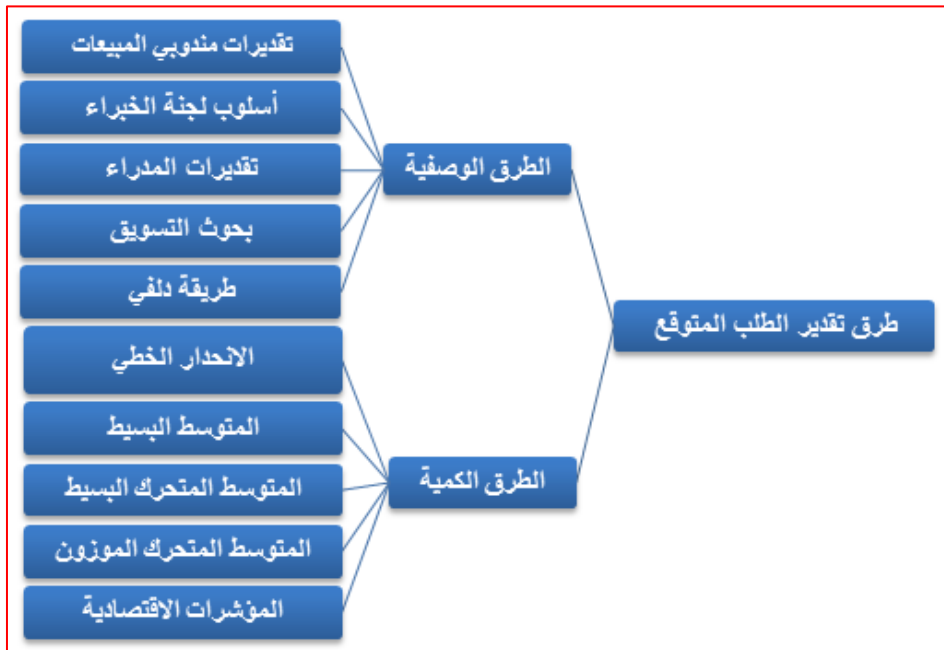 طرق تقدير الطلب المتوقع
الطرق الوصفية
تقديرات مندوبي المبيعات
أسلوب لجنة الخبراء
تقديرات المدراء
بحوث التسويق
طريقة دلفي
الطرق الكمية
الانحدار الخطي
المتوسط البسيط
المتوسط المتحرك البسيط
المتوسط المتحرك الموزون
المؤشرات الاقتصادية